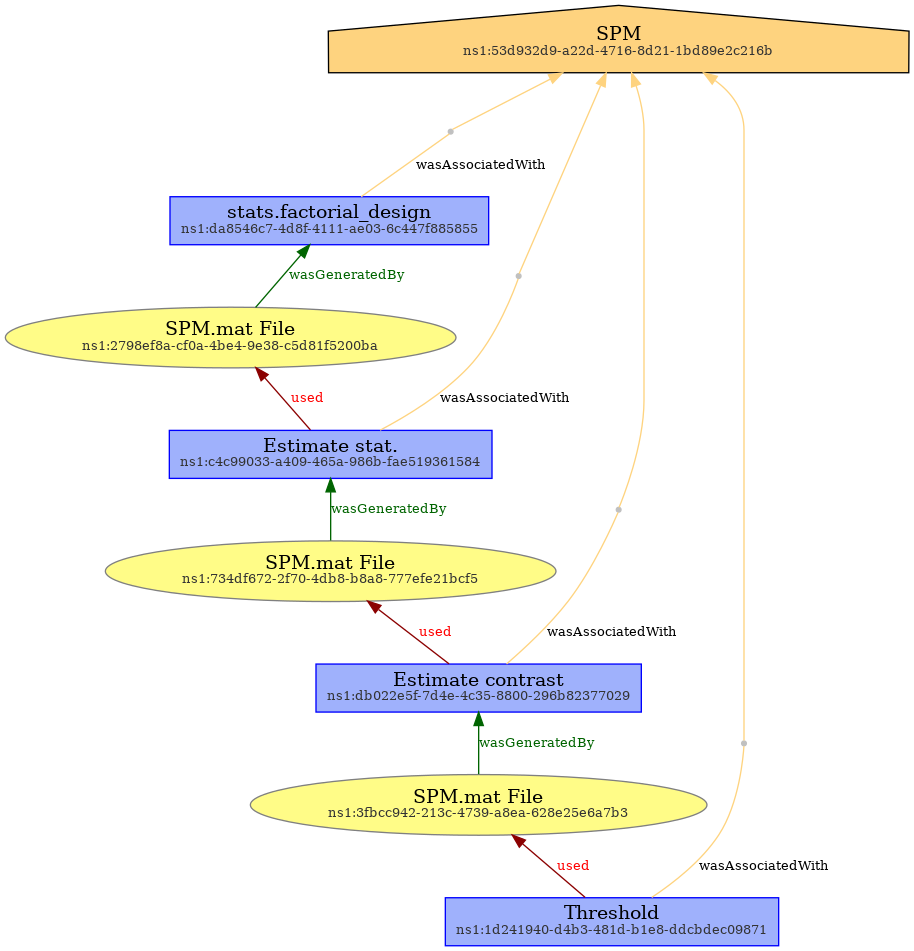 SPM
ns1:53d932d9-a22d-4716-8d21-1bd89e2c216b
wasAssociatedWith
stats.factorial_design
ns1:da8546c7-4d8f-4111-ae03-6c447f885855
wasGeneratedBy
SPM.mat File
ns1:2798ef8a-cf0a-4be4-9e38-c5d81f5200ba
used
wasAssociatedWith
Estimate stat.
ns1:c4c99033-a409-465a-986b-fae519361584
wasGeneratedBy
SPM.mat File
ns1:734df672-2f70-4db8-b8a8-777efe21bcf5
used
wasAssociatedWith
Estimate contrast
ns1:db022e5f-7d4e-4c35-8800-296b82377029
wasGeneratedBy
SPM.mat File
ns1:3fbcc942-213c-4739-a8ea-628e25e6a7b3
used
wasAssociatedWith
Threshold
ns1:1d241940-d4b3-481d-b1e8-ddcbdec09871